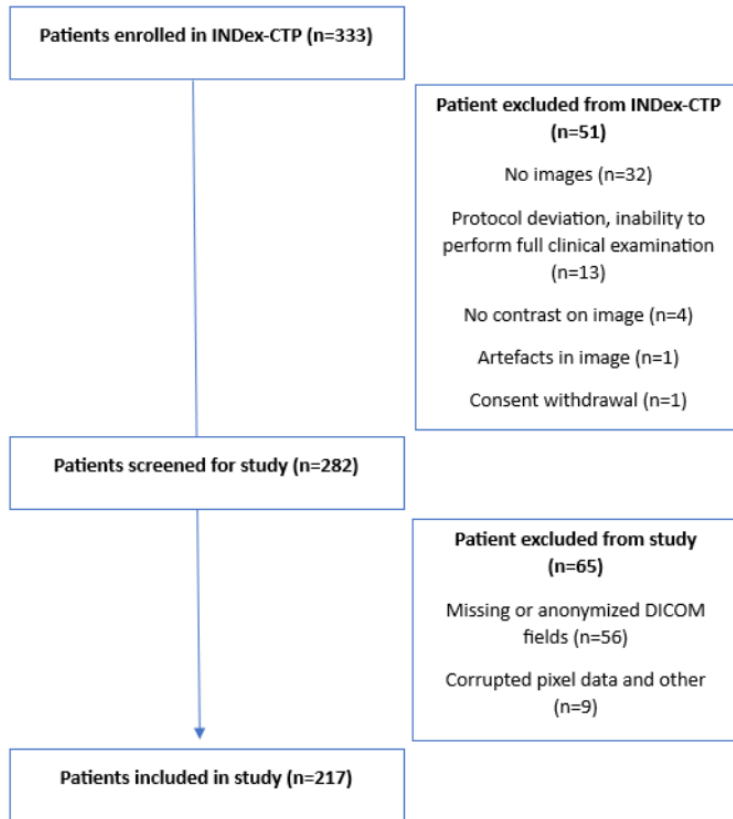 Patients enrolled in INDex-CTP (n=333)
Patient excluded from INDex-CTP
(n=51)
No images (n=32)
Protocol deviation, inability to
perform full clinical examination
(n=13)
No contrast on image (n=4)
Artefacts in image (n=1)
Consent withdrawal (n=1)
Patients screened for study (n=282)
Patient excluded from study
(n=65)
Missing or anonymized DICOM
fields (n=56)
Corrupted pixel data and other
(n=9)
Patients included in study (n=217)